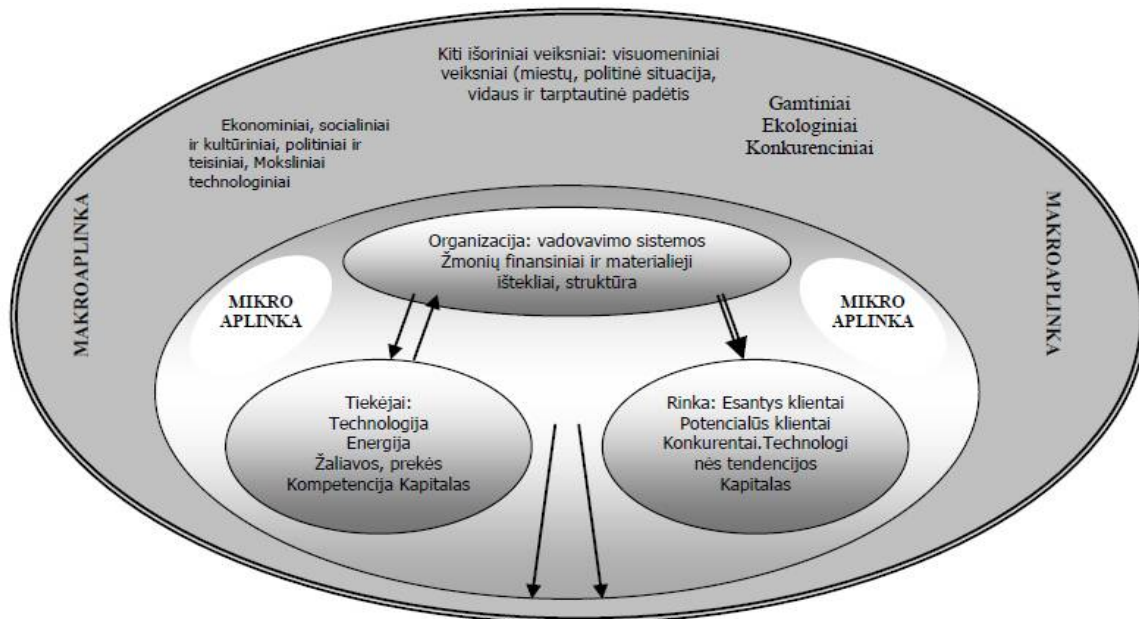 Kiti išoriniai veiksniai: visuomeniniai
veiksniai (miestų, politinė situacija,
vidaus ir tarptautinė padėtis
Gamtiniai
Ekologiniai
Konkurenciniai
Ekonominiai, socialiniai
ir kultūriniai, politiniai ir
teisiniai, Moksliniai
technologiniai
MAKROAPLINKA
MAKROAPLINKA
Organizacija: vadovavimo sistemos
Žmonių finansiniai ir materialieji
ištekliai, struktūra
MIKRO
APLINKA
MIKRO
APLINKA
Tiekėjai:
Technologija
Energija
Žaliavos, prekės
Kompetencija Kapitalas
Rinka: Esantys klientai
Potencialūs klientai
Konkurentai.Technologi
nės tendencijos
Kapitalas